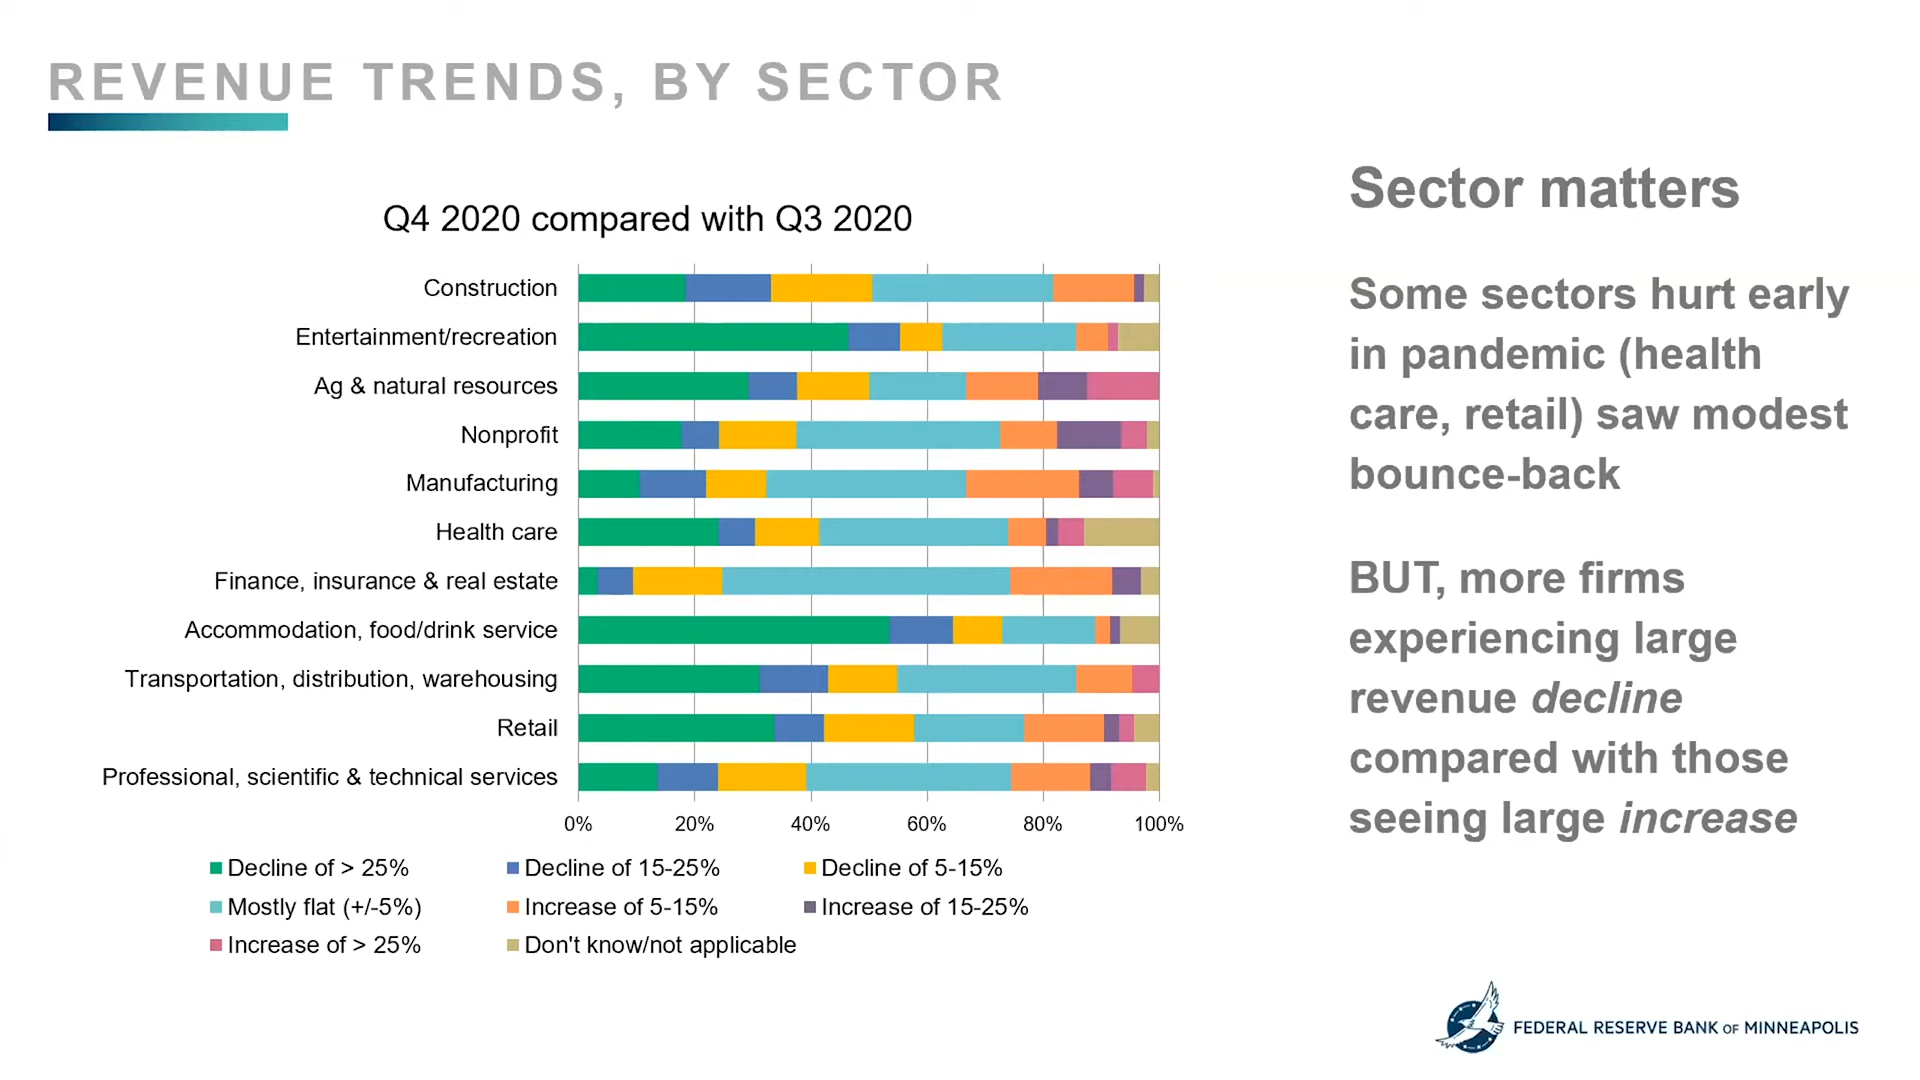 REVENUE TRENDS, BY SECTOR
Q4 2020 compared with Q3 2020
Construction
Entertainment/recreation
Ag & natural resources
Nonprofit
Manufacturing
Health care
Finance, insurance & real estate
Accommodation, food/drink service
Transportation, distribution, warehousing
Retail
Professional, scientific & technical services
0% 20% 40% 60% 80% 100%
Decline of > 25% Decline of 15-25% Decline of 5-15%
Mostly flat (+/-5%) Increase of 5-15% Increase of 15-25%
Increase of > 25% Don't know/not applicable
Sector matters
Some sectors hurt early
in pandemic (health
care, retail) saw modest
bounce-back
BUT, more firms
experiencing large
revenue decline
compared with those
seeing large increase
FEDERAL RESERVE BANK OF MINNEAPOLIS